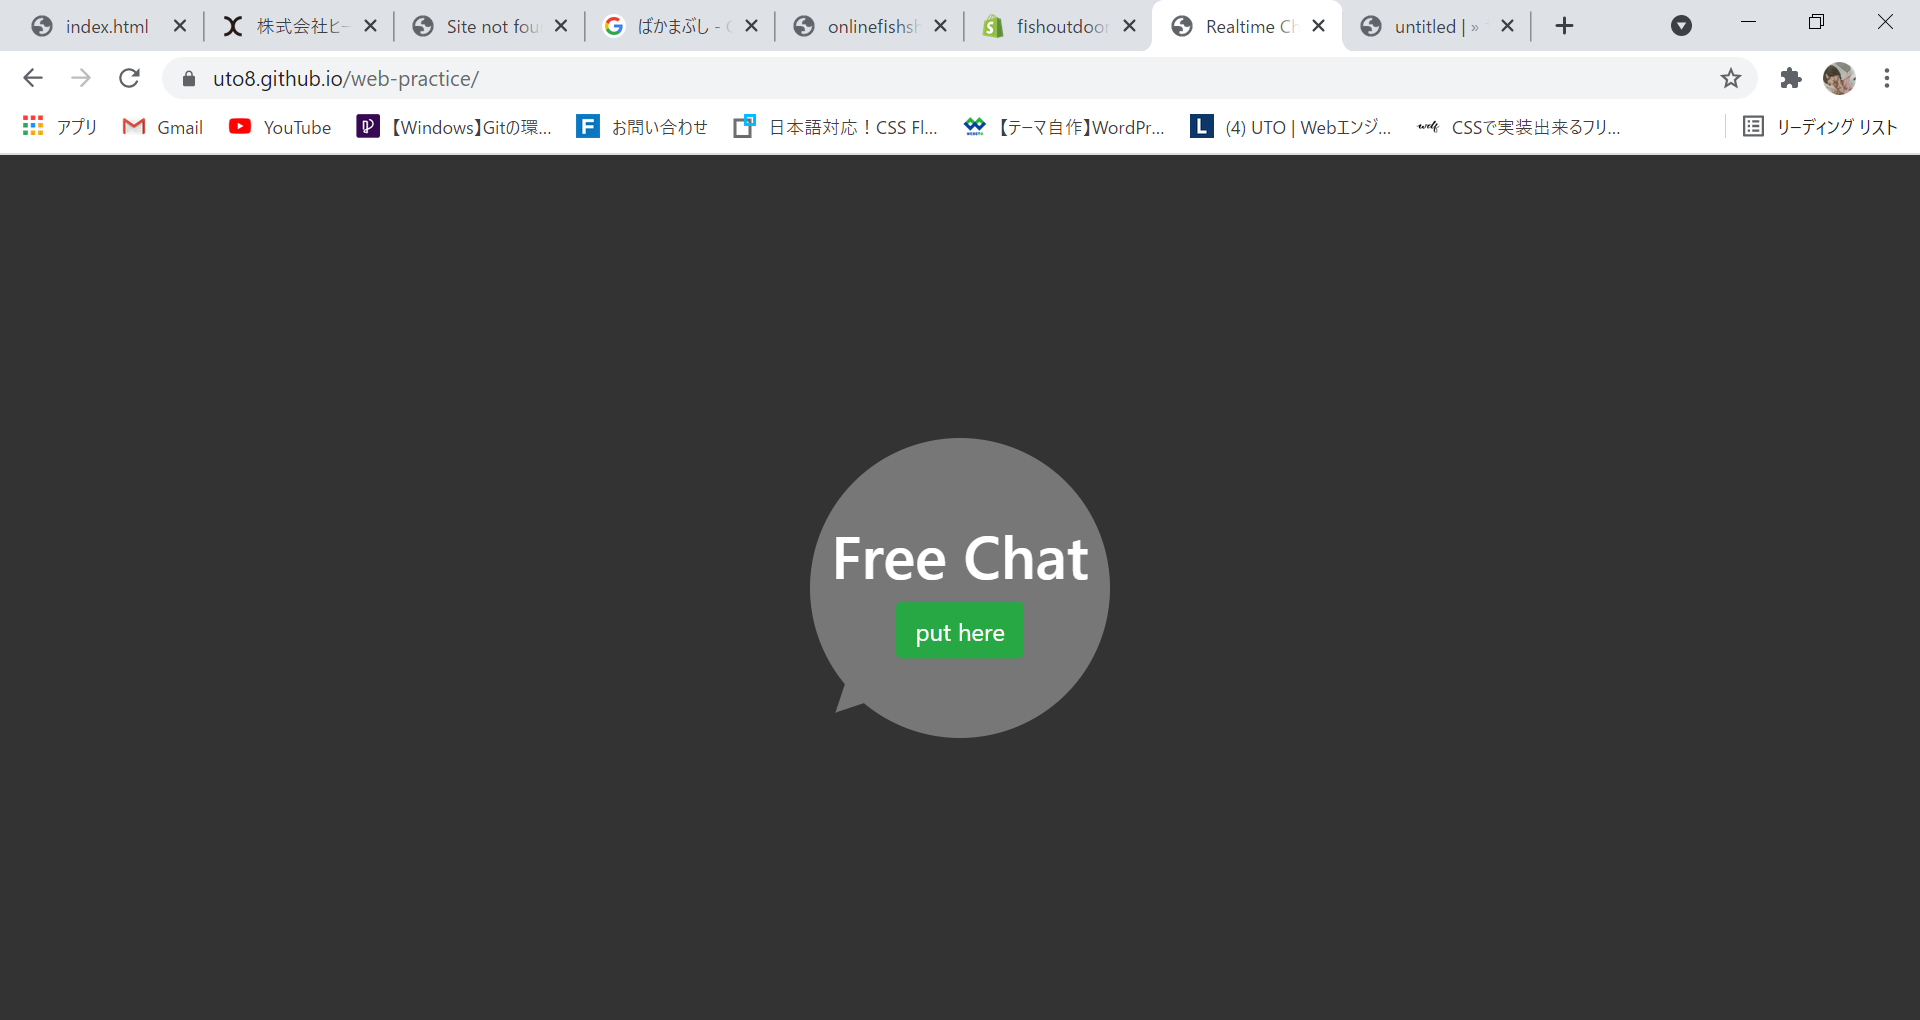 index.html
株式会社ヒー
Site not fou
ばかまぶし - G
onlinefishsh
fishoutdoor
Realtime Ch
untitled | »
uto8.github.io/web-practice/
アプリ
Gmail
YouTube
【Windows】Gitの環...
お問い合わせ
日本語対応！CSS Fl...
【テーマ自作】WordPr...
(4) UTO | Webエンジ...
CSSで実装出来るフリ...
リーディング リスト
Free Chat
put here